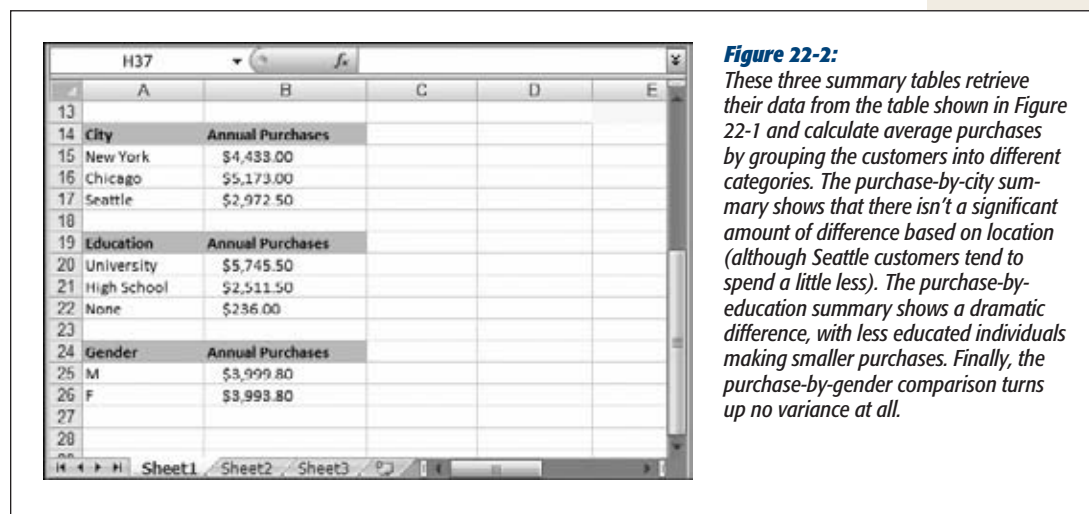 H37 fx
A B C D E
13
14 City Annual Purchases
15 New York $4,433.00
16 Chicago $5,173.00
17 Seattle $2,972.50
18
19 Education Annual Purchases
20 University $5,745.50
21 High School $2,511.50
22 None $236.00
23
24 Gender Annual Purchases
25 M $3,999.80
26 F $3,993.80
27
28
Sheet1 Sheet2 Sheet3
Figure 22-2:
These three summary tables retrieve
their data from the table shown in Figure
22-1 and calculate average purchases
by grouping the customers into different
categories. The purchase-by-city sum-
mary shows that there isn’t a significant
amount of difference based on location
(although Seattle customers tend to
spend a little less). The purchase-by-
education summary shows a dramatic
difference, with less educated individuals
making smaller purchases. Finally, the
purchase-by-gender comparison turns
up no variance at all.